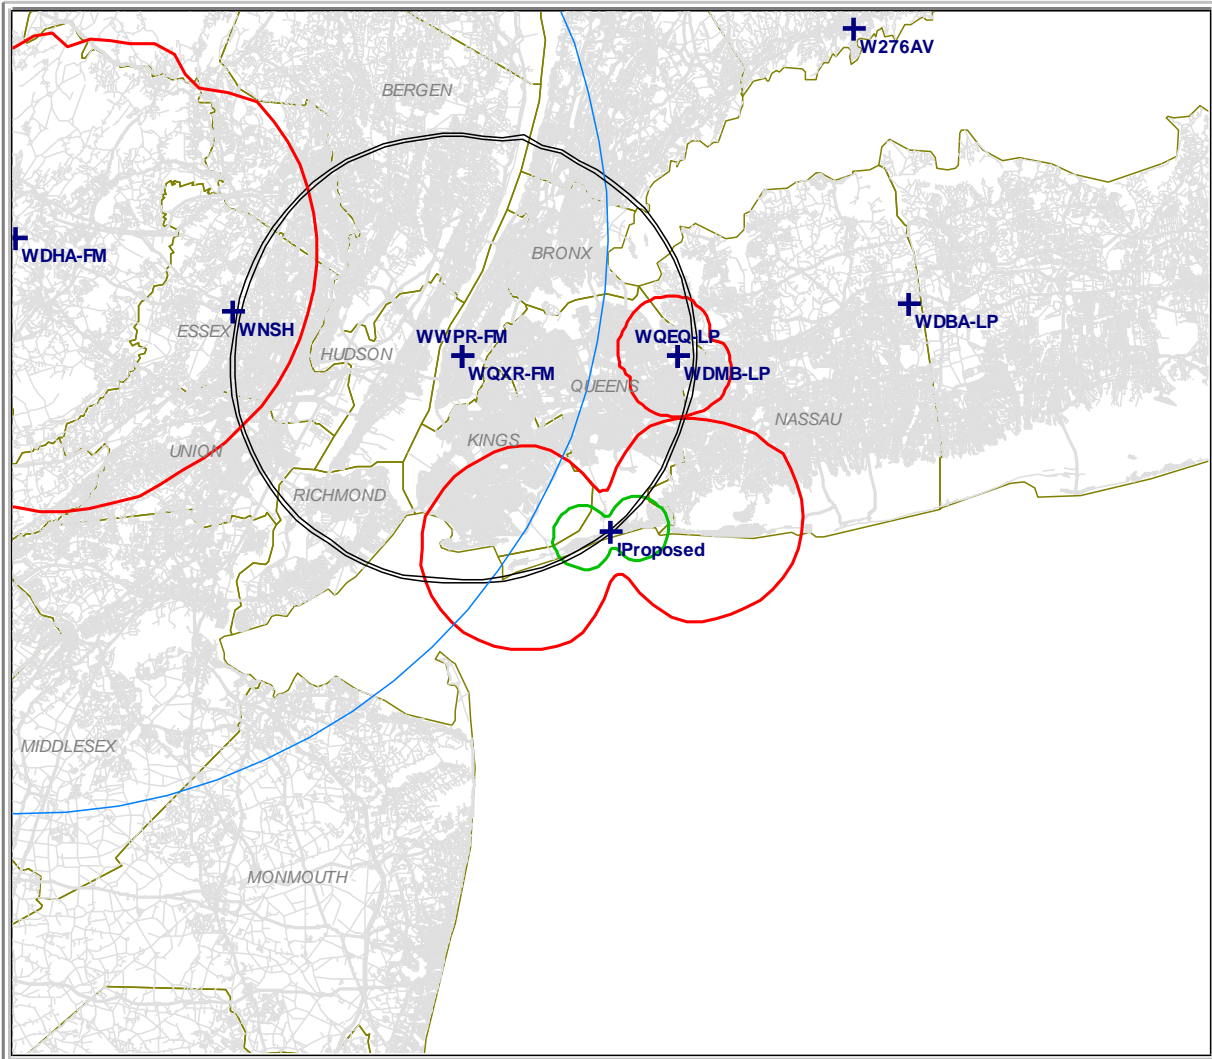 W276AV
BERGEN
WDHA-FM
BRONX
WNSH
ESSEX
WDBA-LP
WWPR-FM
WQEQ-LP
HUDSON
WQXR-FM
WDMB-LP
QUEENS
NASSAU
KINGS
UNION
RICHMOND
!Proposed
MIDDLESEX
MONMOUTH